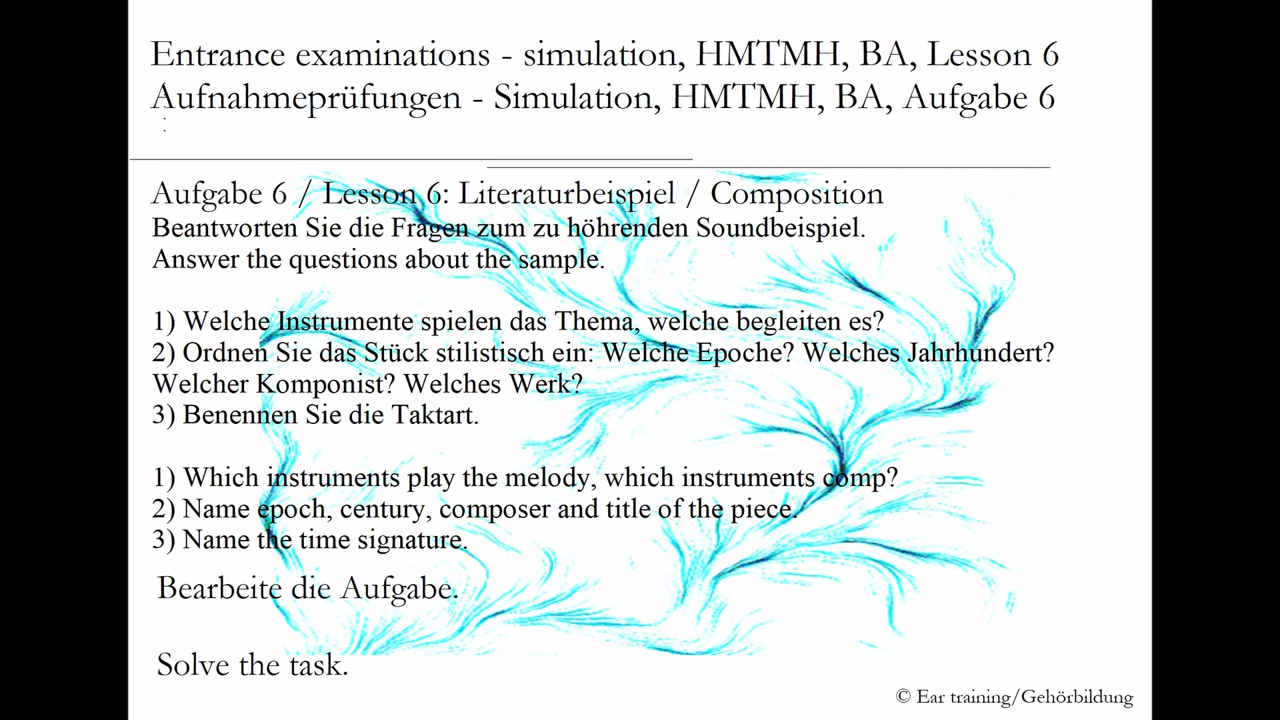 Entrance examinations - simulation, HMTMH, BA, Lesson 6
Aufnahmeprüfungen - Simulation, HMTMH, BA, Aufgabe 6
:
Aufgabe 6 / Lesson 6: Literaturbeispiel / Composition
Beantworten Sie die Fragen zum zu höhrenden Soundbeispiel.
Answer the questions about the sample.
1) Welche Instrumente spielen das Thema, welche begleiten es?
2) Ordnen Sie das Stück stilistisch ein: Welche Epoche? Welches Jahrhundert?
Welcher Komponist? Welches Werk?
3) Benennen Sie die Taktart.
1) Which instruments play the melody, which instruments comp?
2) Name epoch, century, composer and title of the piece.
3) Name the time signature.
Bearbeite die Aufgabe.
Solve the task.
© Ear training/Gehörbildung